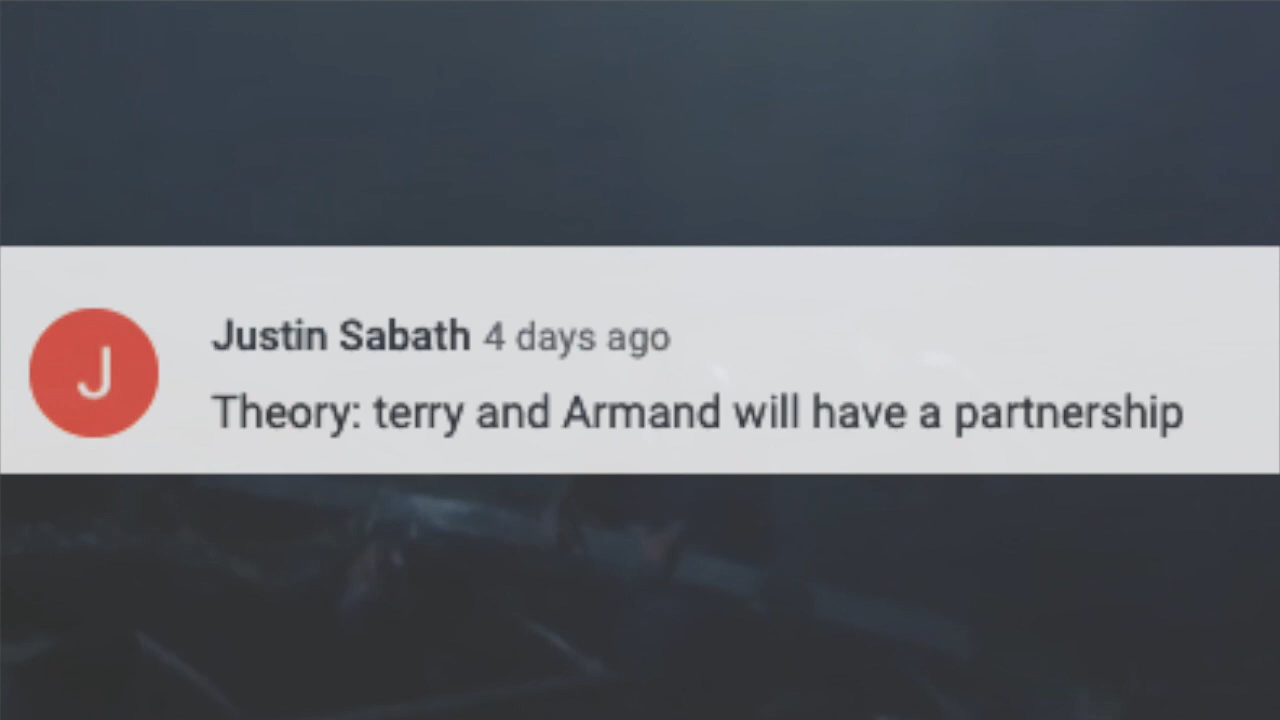 J
Justin Sabath 4 days ago
Theory: terry and Armand will have a partnership